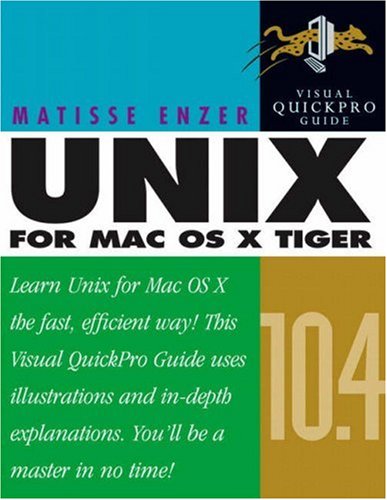 VISUAL
QUICKPRO
GUIDE
MATISSE ENZER
UNIX
FOR MAC OS X TIGER
Learn Unix for Mac OS X
the fast, efficient way! This
Visual QuickPro Guide uses
illustrations and in-depth
explanations. You'll be a
master in no time!
10.4